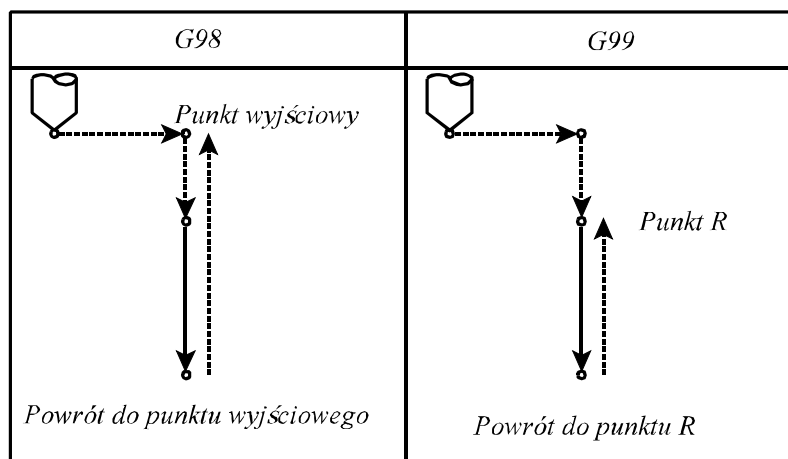 G98
G99
Punkt wyjściowy
Punkt R
Powrót do punktu wyjściowego
Powrót do punktu R